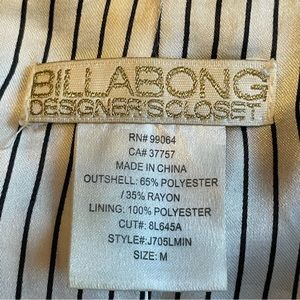 BILLABONG
DESIGNER'S CLOSET
RN# 99064
CA# 37757
MADE IN CHINA
OUTSHELL: 65% POLYESTER
/ 35% RAYON
LINING: 100% POLYESTER
CUT#: 8L645A
STYLE#:J705LMIN
SIZE: M